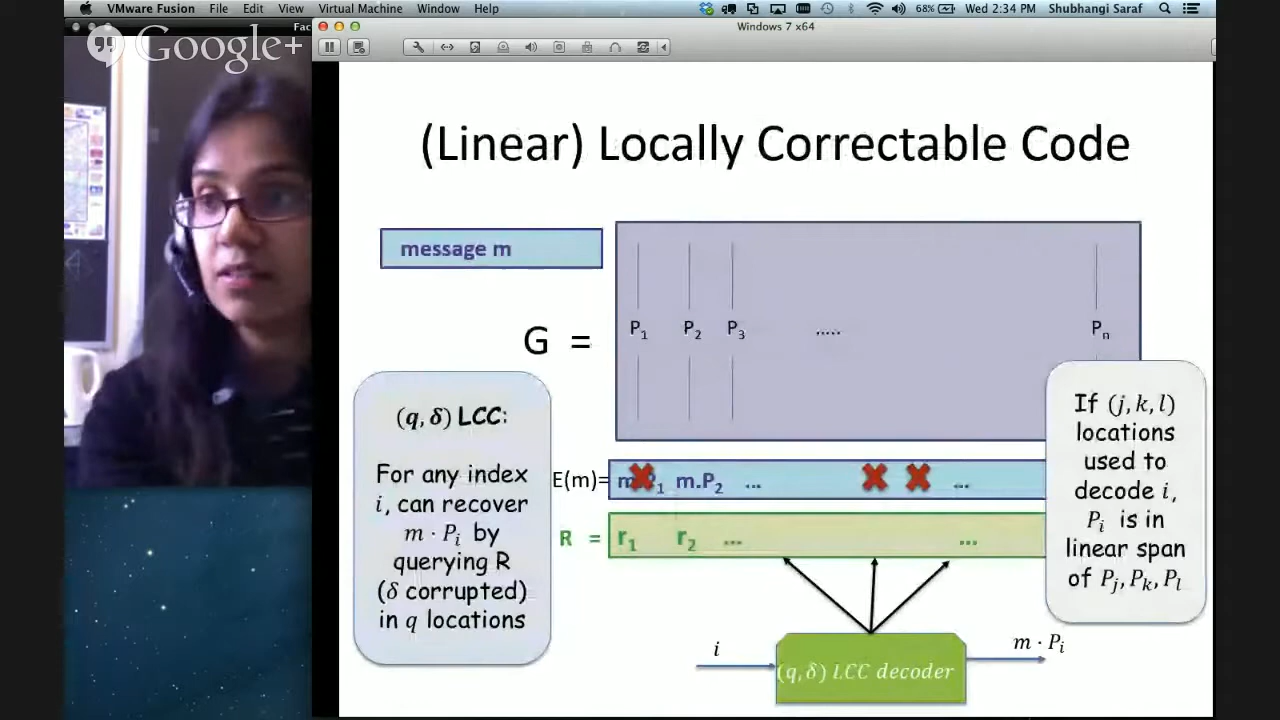 VMware Fusion File Edit View Virtual Machine Window Help 68% Wed 2:34 PM Shubhangi Saraf
Fac
Windows 7 x64
Google+
(Linear) Locally Correctable Code
message m
G =
P₁ P₂ P₃ ..... Pₙ
(q, δ) LCC:
For any index
i, can recover
m · Pᵢ by
querying R
(δ corrupted)
in q locations
E(m)= m.P₁ m.P₂ ... ...
R = r₁ r₂ ... ...
If (j, k, l)
locations
used to
decode i,
Pᵢ is in
linear span
of Pⱼ, Pₖ, Pₗ
i
(q, δ) LCC decoder
m · Pᵢ